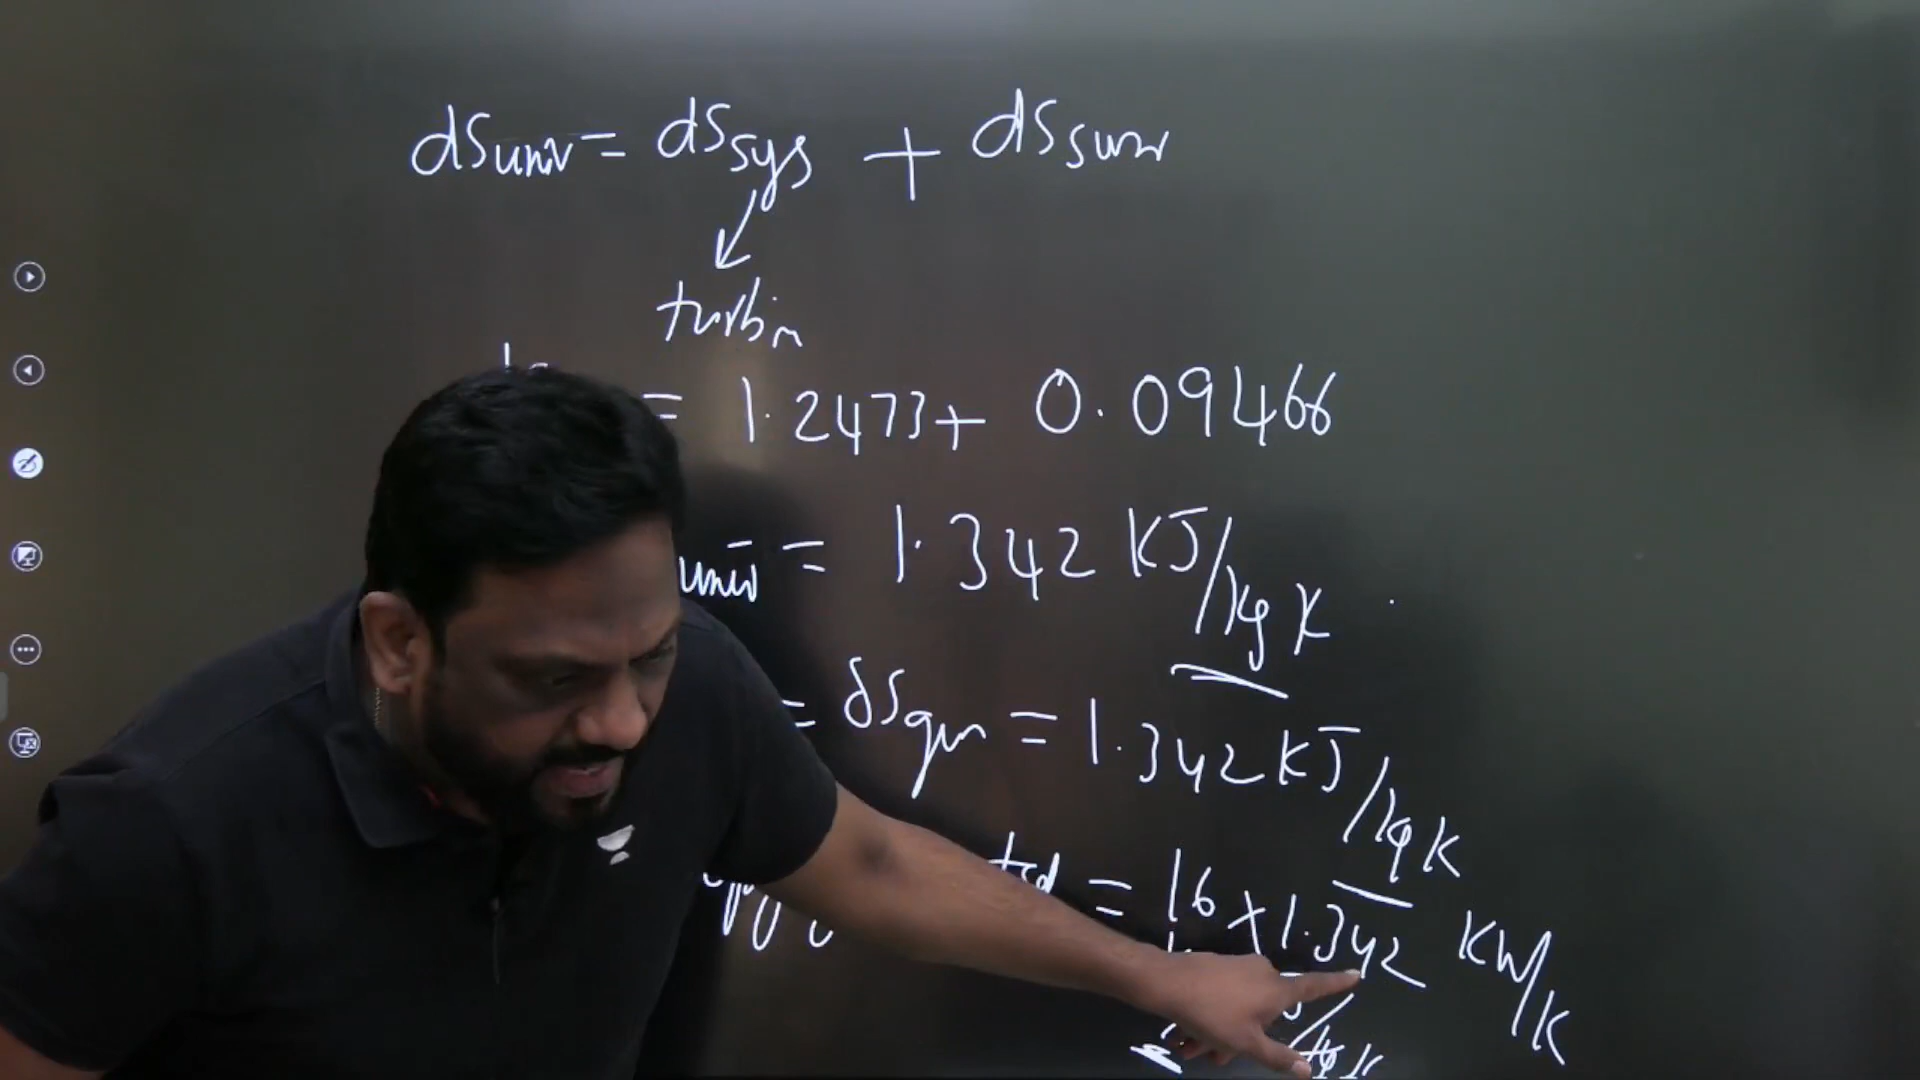 dSuniv = dSsys + dSsurr
↓
turbin
= 1.2473 + 0.09466
univ = 1.342 KJ/kg K
= δSgen = 1.342 KJ/kg K
= 16 × 1.342 KW/K